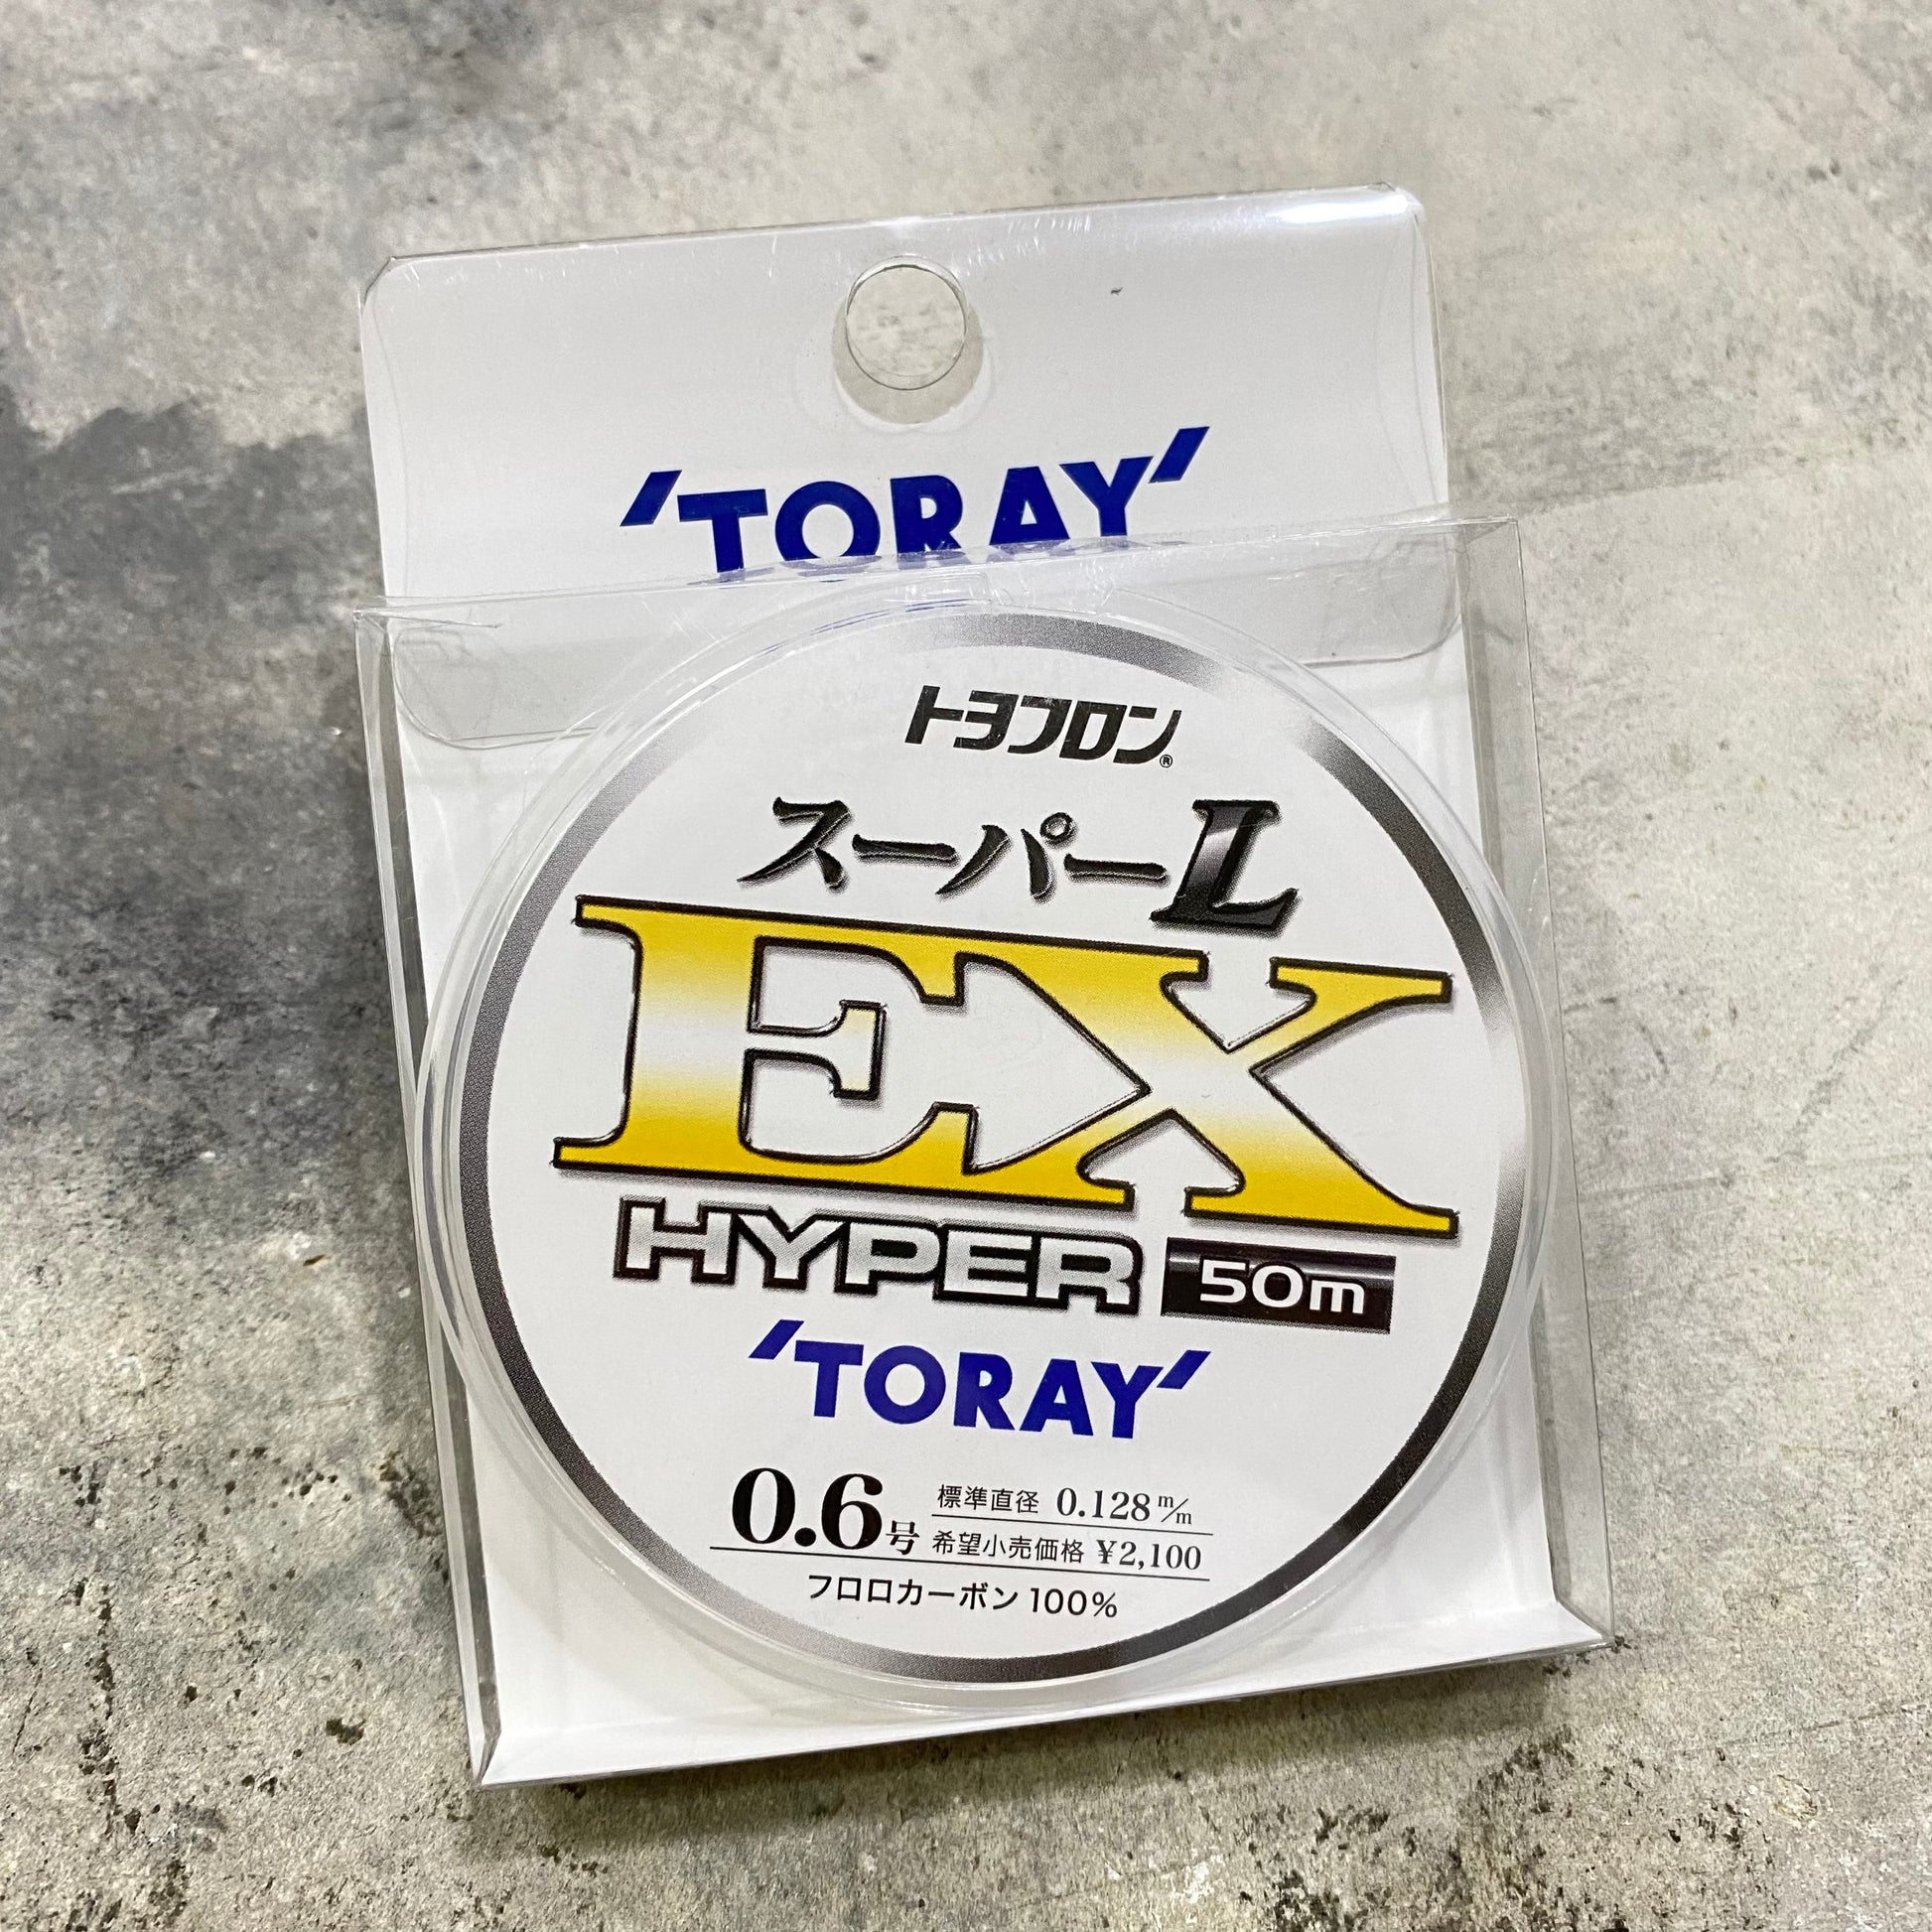 'TORAY'
トヨフロン®
スーパーL
EX
HYPER 50m
'TORAY'
0.6号 標準直径 0.128 m/m
希望小売価格 ¥2,100
フロロカーボン 100%